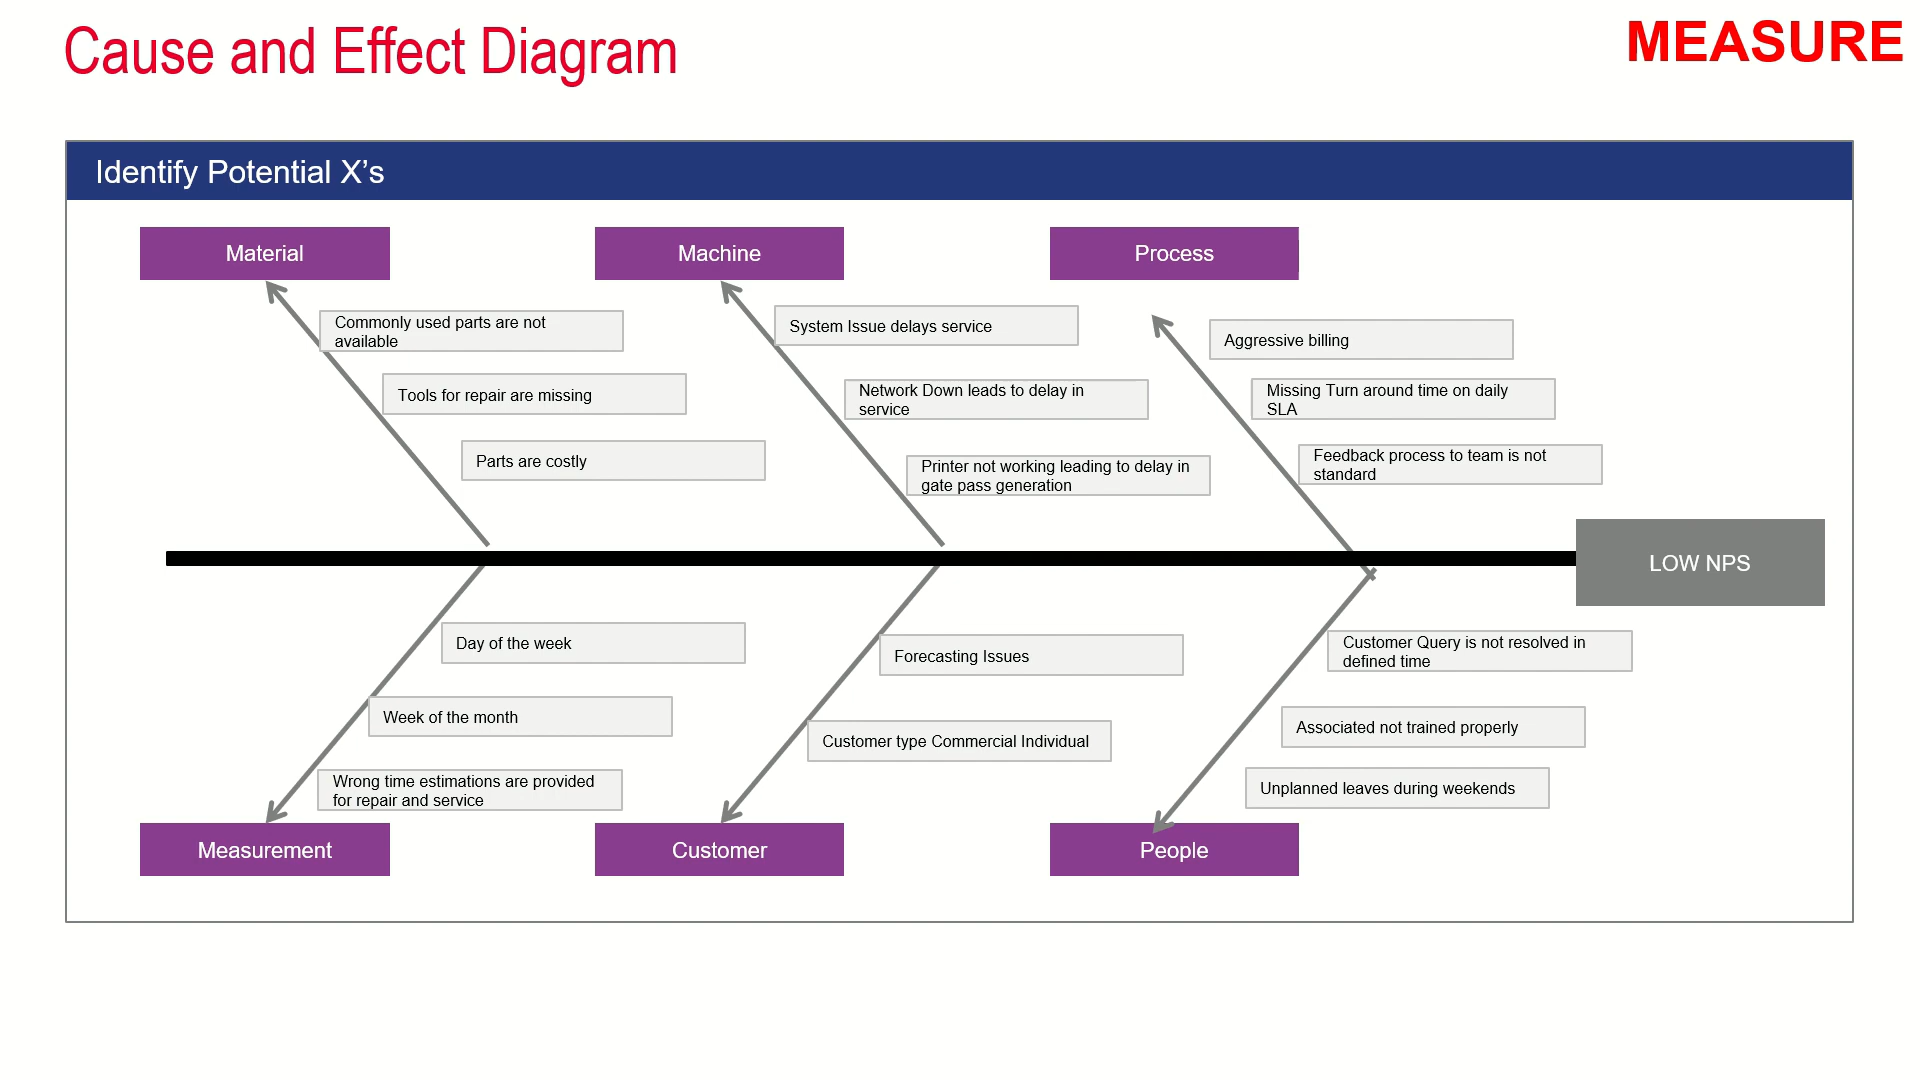 Cause and Effect Diagram
MEASURE
Identify Potential X’s
Material
Machine
Process
Commonly used parts are not
available
Tools for repair are missing
Parts are costly
System Issue delays service
Network Down leads to delay in
service
Printer not working leading to delay in
gate pass generation
Aggressive billing
Missing Turn around time on daily
SLA
Feedback process to team is not
standard
LOW NPS
Day of the week
Week of the month
Wrong time estimations are provided
for repair and service
Forecasting Issues
Customer type Commercial Individual
Customer Query is not resolved in
defined time
Associated not trained properly
Unplanned leaves during weekends
Measurement
Customer
People